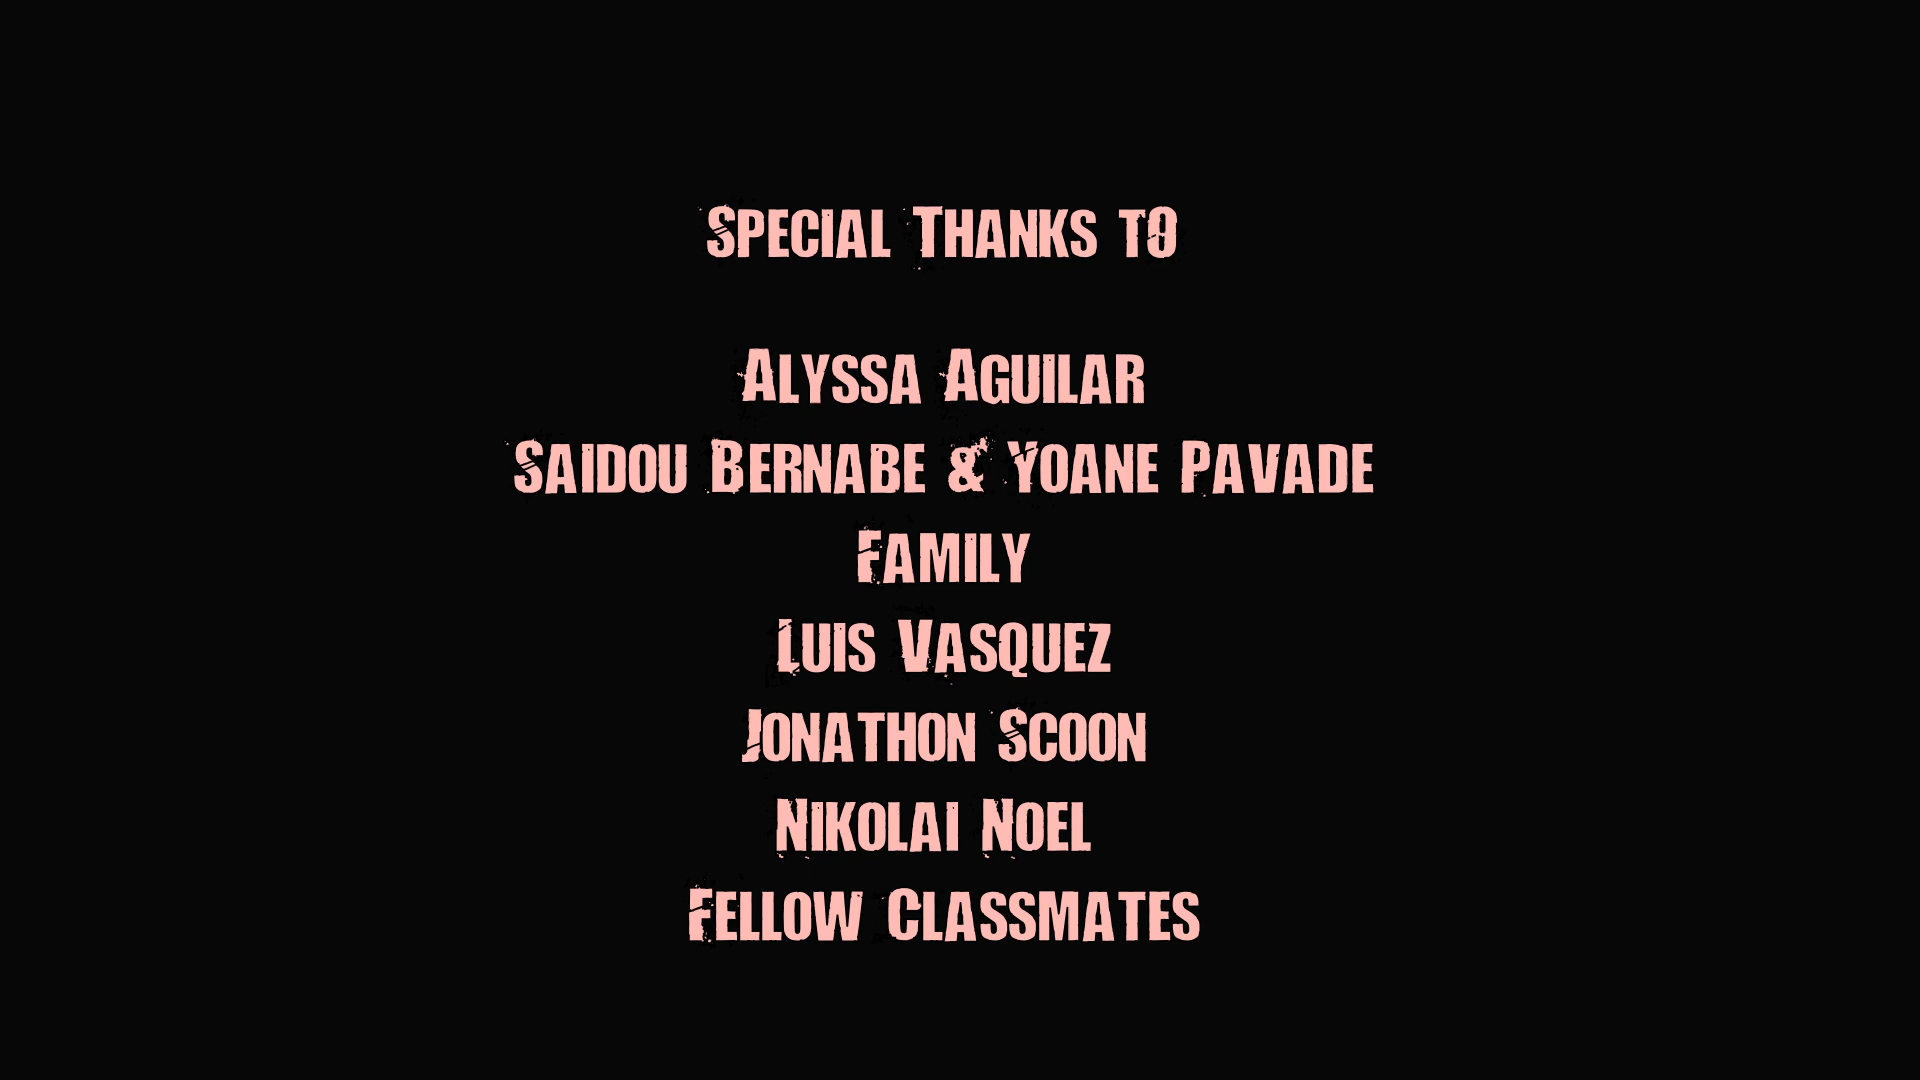 Special Thanks to
Alyssa Aguilar
Saidou Bernabe & Yoane Pavade
Family
Luis Vasquez
Jonathon Scoon
Nikolai Noel
Fellow Classmates